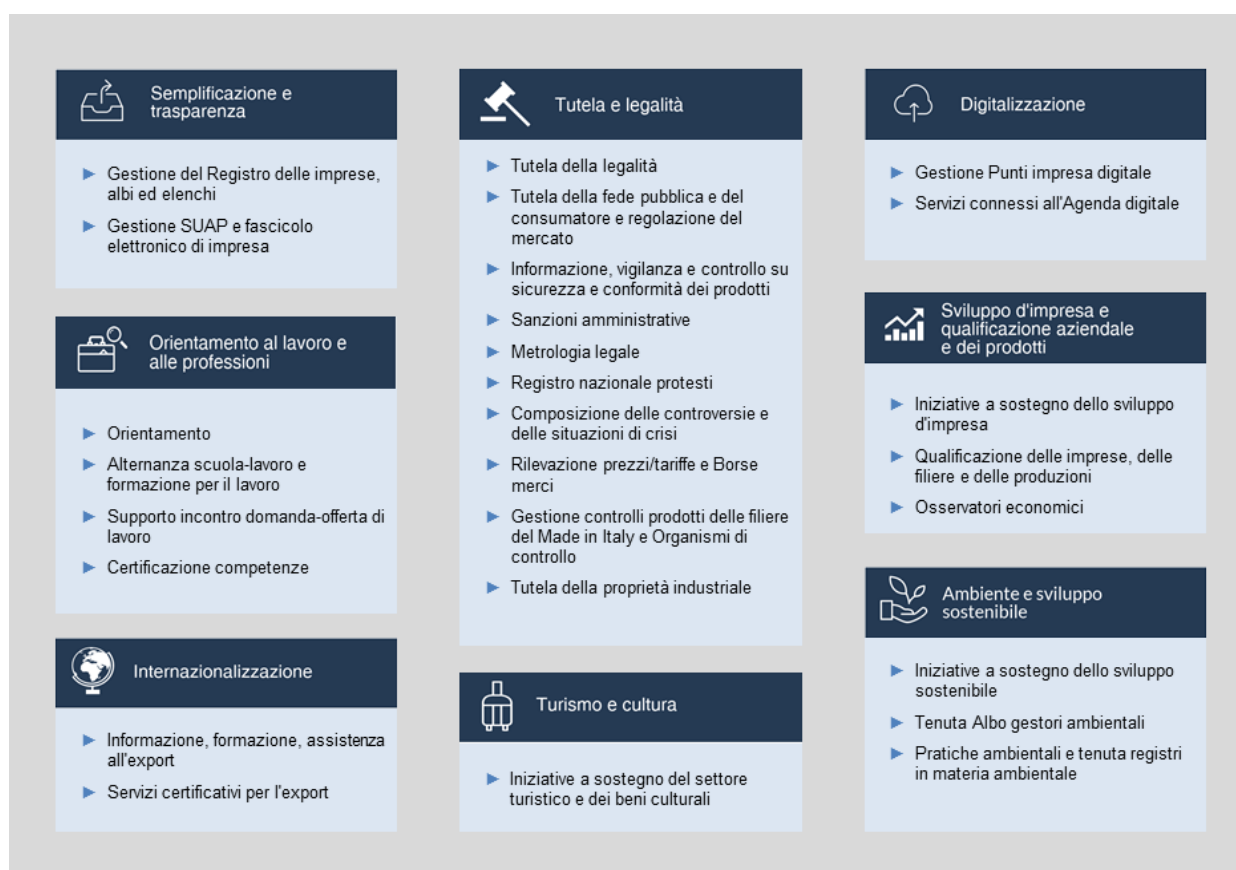 Semplificazione e
trasparenza
Gestione del Registro delle imprese,
albi ed elenchi
Gestione SUAP e fascicolo
elettronico di impresa
Orientamento al lavoro e
alle professioni
Orientamento
Alternanza scuola-lavoro e
formazione per il lavoro
Supporto incontro domanda-offerta di
lavoro
Certificazione competenze
Internazionalizzazione
Informazione, formazione, assistenza
all'export
Servizi certificativi per l'export
Tutela e legalità
Tutela della legalità
Tutela della fede pubblica e del
consumatore e regolazione del
mercato
Informazione, vigilanza e controllo su
sicurezza e conformità dei prodotti
Sanzioni amministrative
Metrologia legale
Registro nazionale protesti
Composizione delle controversie e
delle situazioni di crisi
Rilevazione prezzi/tariffe e Borse
merci
Gestione controlli prodotti delle filiere
del Made in Italy e Organismi di
controllo
Tutela della proprietà industriale
Turismo e cultura
Iniziative a sostegno del settore
turistico e dei beni culturali
Digitalizzazione
Gestione Punti impresa digitale
Servizi connessi all'Agenda digitale
Sviluppo d'impresa e
qualificazione aziendale
e dei prodotti
Iniziative a sostegno dello sviluppo
d'impresa
Qualificazione delle imprese, delle
filiere e delle produzioni
Osservatori economici
Ambiente e sviluppo
sostenibile
Iniziative a sostegno dello sviluppo
sostenibile
Tenuta Albo gestori ambientali
Pratiche ambientali e tenuta registri
in materia ambientale